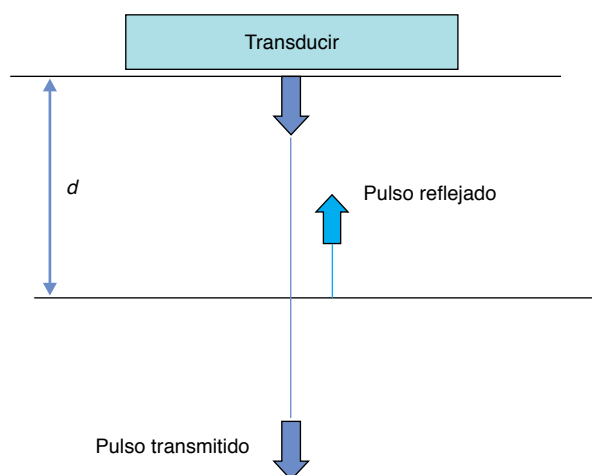 Transducir
d
Pulso reflejado
Pulso transmitido